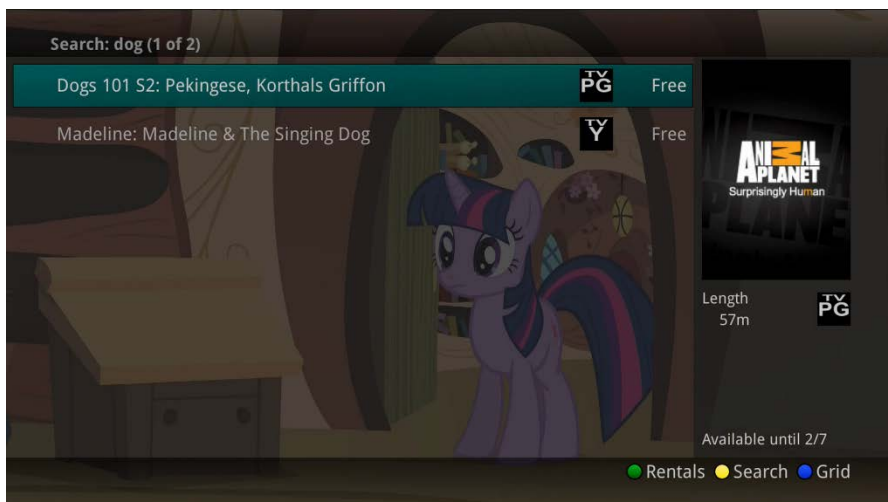 Search: dog (1 of 2)
Dogs 101 S2: Pekingese, Korthals Griffon TV PG Free
Madeline: Madeline & The Singing Dog TV Y Free
ANIMAL
PLANET
Surprisingly Human
Length TV PG
57m
Available until 2/7
Rentals Search Grid